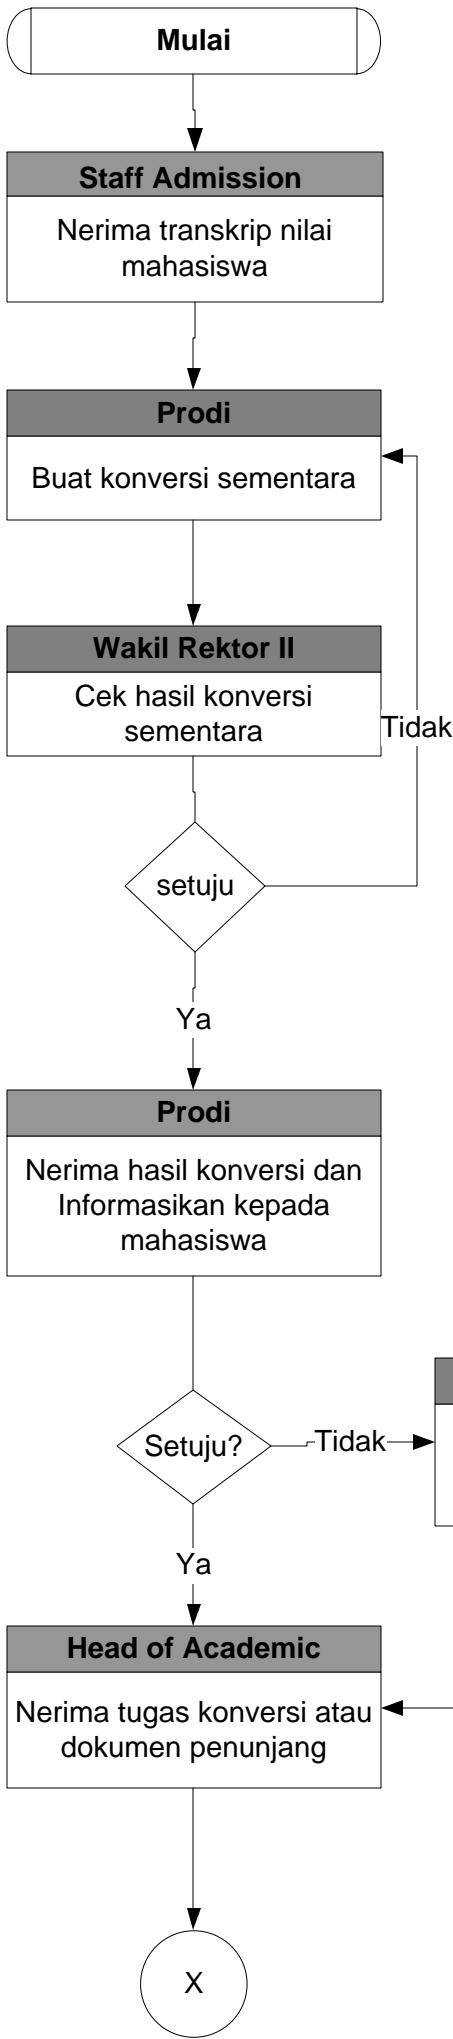 Mulai
Staff Admission
Nerima transkrip nilai
mahasiswa
Prodi
Buat konversi sementara
Wakil Rektor II
Cek hasil konversi
sementara
Tidak
setuju
Ya
Prodi
Nerima hasil konversi dan
Informasikan kepada
mahasiswa
Setuju?
Tidak
Ya
Head of Academic
Nerima tugas konversi atau
dokumen penunjang
X